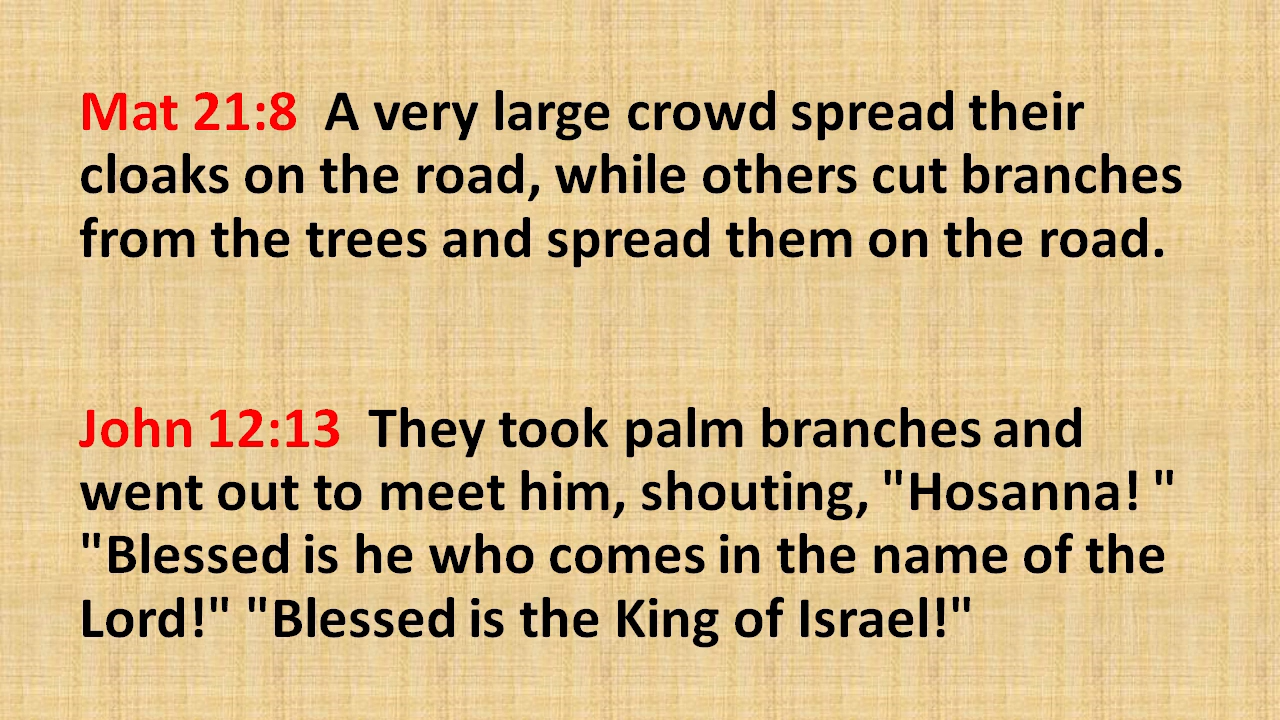 Mat 21:8  A very large crowd spread their
cloaks on the road, while others cut branches
from the trees and spread them on the road.
John 12:13  They took palm branches and
went out to meet him, shouting, "Hosanna! "
"Blessed is he who comes in the name of the
Lord!" "Blessed is the King of Israel!"